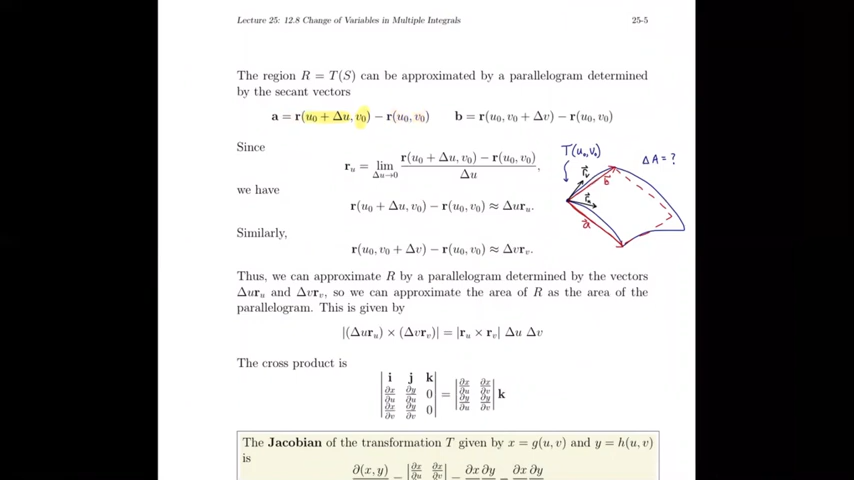 Lecture 25: 12.8 Change of Variables in Multiple Integrals 25-5
The region R = T(S) can be approximated by a parallelogram determined
by the secant vectors
a = r(u₀ + Δu, v₀) − r(u₀, v₀) b = r(u₀, v₀ + Δv) − r(u₀, v₀)
Since
r_u = lim_{Δu→0} (r(u₀ + Δu, v₀) − r(u₀, v₀)) / Δu,
T(u₀, v₀)
ΔA = ?
r⃗_v
b⃗
r⃗_u
a⃗
we have
r(u₀ + Δu, v₀) − r(u₀, v₀) ≈ Δu r_u.
Similarly,
r(u₀, v₀ + Δv) − r(u₀, v₀) ≈ Δv r_v.
Thus, we can approximate R by a parallelogram determined by the vectors
Δu r_u and Δv r_v, so we can approximate the area of R as the area of the
parallelogram. This is given by
|(Δu r_u) × (Δv r_v)| = |r_u × r_v| Δu Δv
The cross product is
| i j k |
| ∂x/∂u ∂y/∂u 0 | = | ∂x/∂u ∂x/∂v | k
| ∂x/∂v ∂y/∂v 0 | | ∂y/∂u ∂y/∂v |
The Jacobian of the transformation T given by x = g(u, v) and y = h(u, v)
is
∂(x, y) = | ∂x/∂u ∂x/∂v | = ∂x ∂y − ∂x ∂y